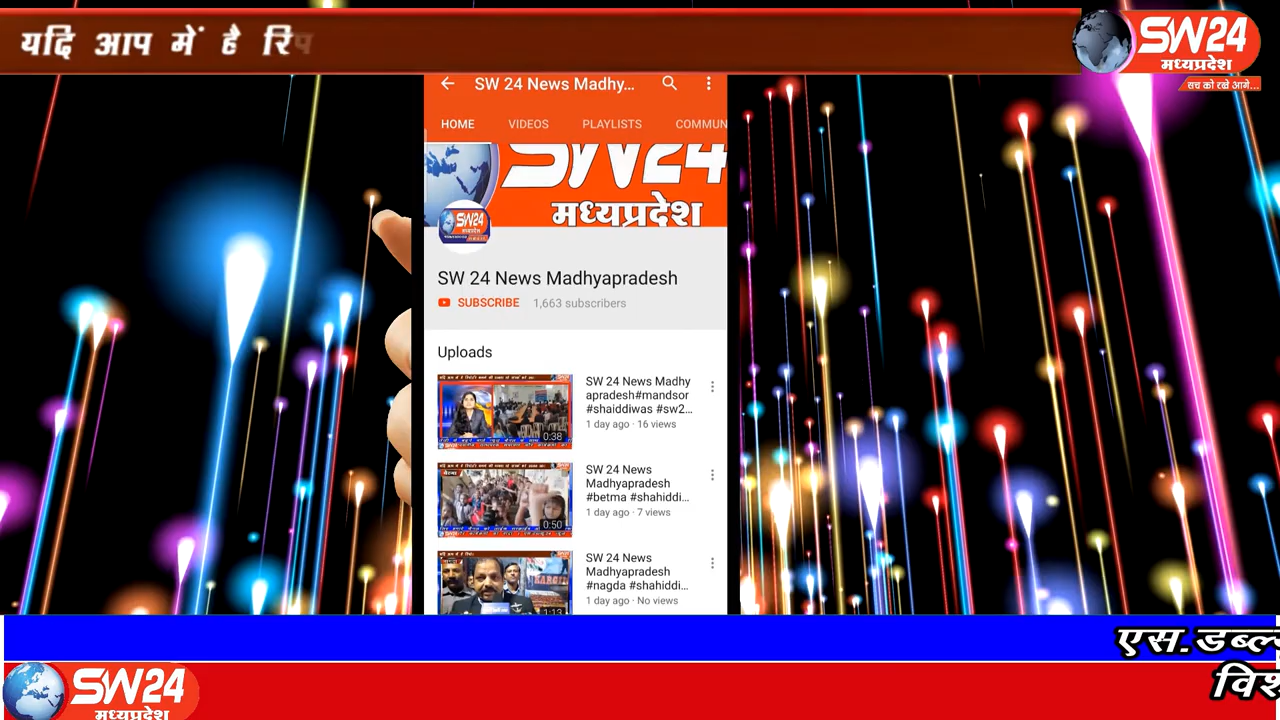 यदि आप में है रिप
SW24
मध्यप्रदेश
सच को रखे आगे...
SW 24 News Madhy...
HOME VIDEOS PLAYLISTS COMMUN
SW24
मध्यप्रदेश
SW24
SW 24 News Madhyapradesh
SUBSCRIBE 1,663 subscribers
Uploads
SW 24 News Madhy
apradesh#mandsor
#shaiddiwas #sw2...
1 day ago · 16 views
0:38
SW 24 News
Madhyapradesh
#betma #shahiddi...
1 day ago · 7 views
0:50
SW 24 News
Madhyapradesh
#nagda #shahiddi...
1 day ago · No views
1:13
एस.डब्ल्
विश
SW24
मध्यप्रदेश